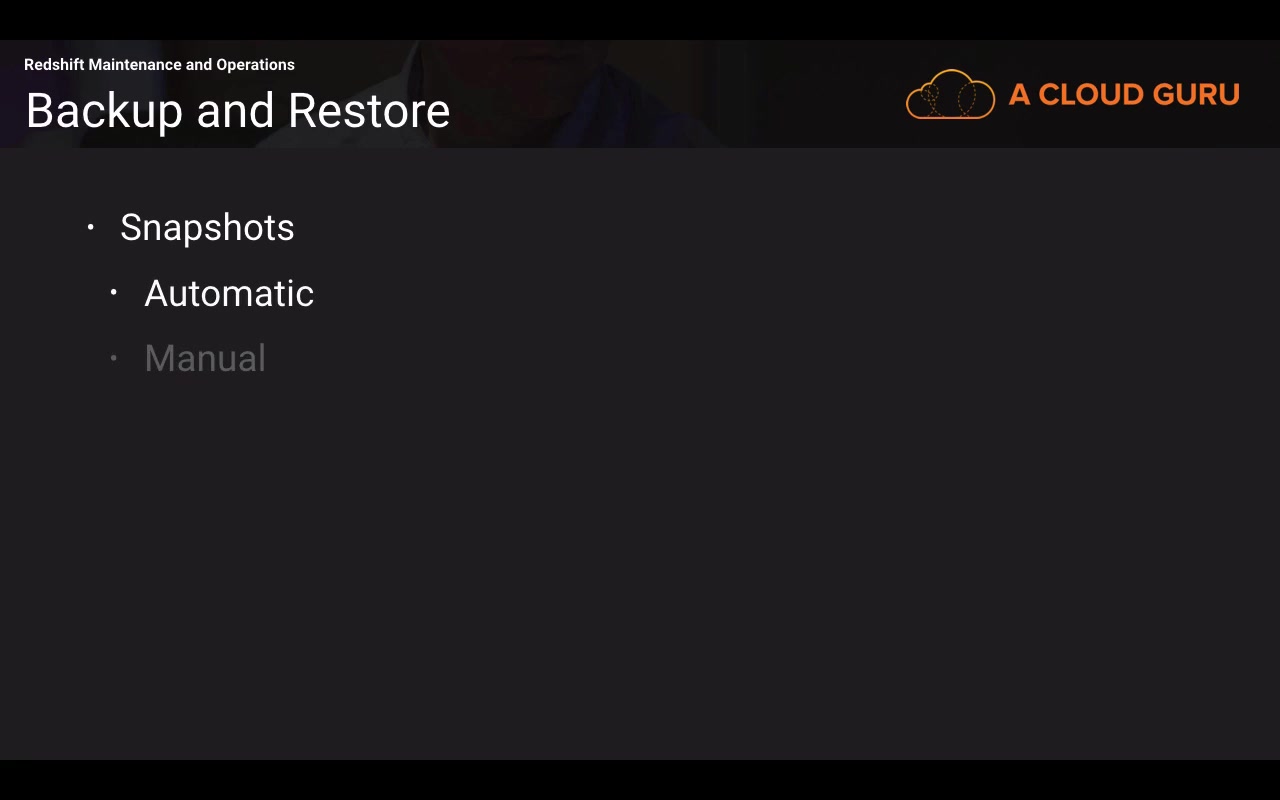 Redshift Maintenance and Operations
Backup and Restore
A CLOUD GURU
· Snapshots
· Automatic
· Manual